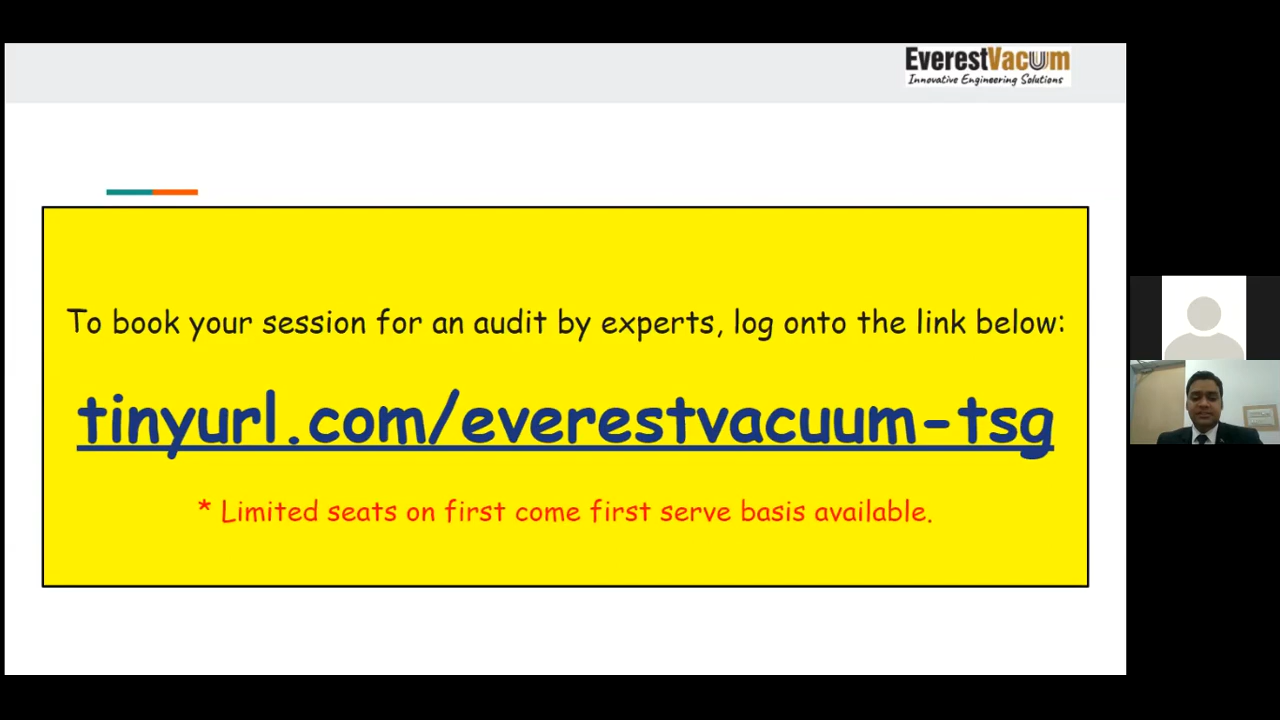 EverestVacuum
Innovative Engineering Solutions
To book your session for an audit by experts, log onto the link below:
tinyurl.com/everestvacuum-tsg
* Limited seats on first come first serve basis available.